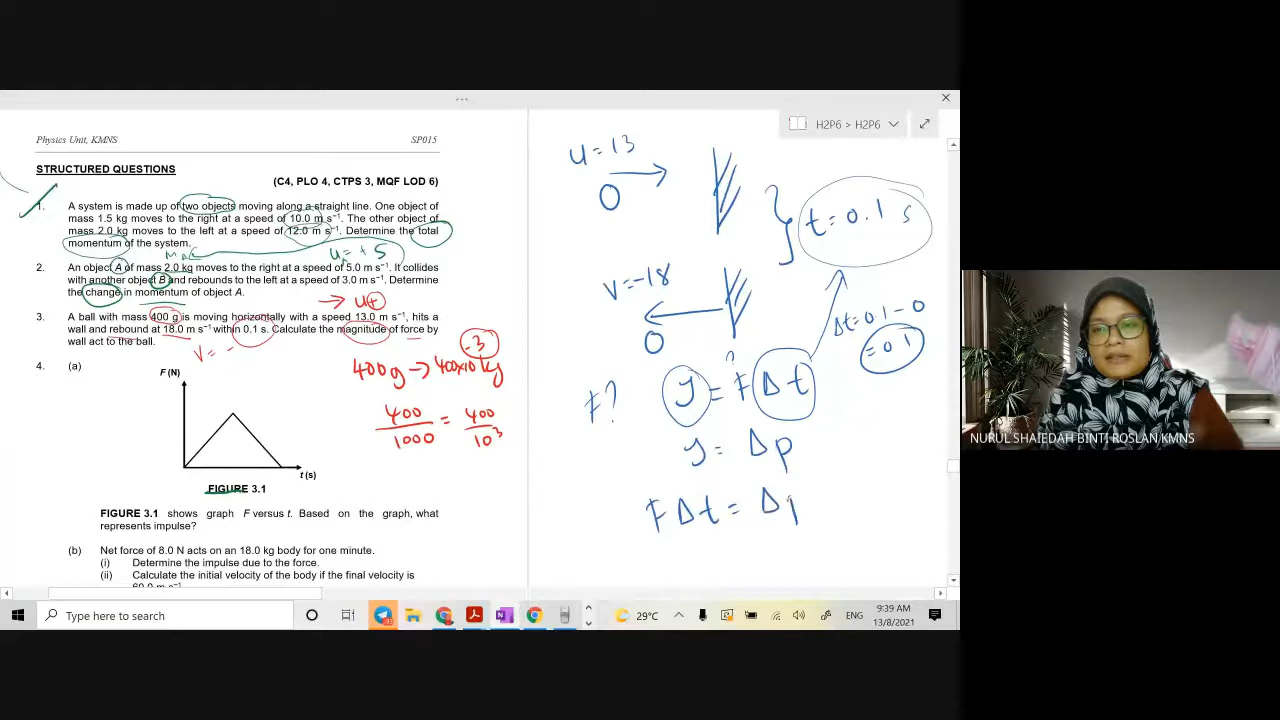 H2P6 > H2P6
Physics Unit, KMNS SP015
STRUCTURED QUESTIONS
(C4, PLO 4, CTPS 3, MQF LOD 6)
1. A system is made up of two objects moving along a straight line. One object of
mass 1.5 kg moves to the right at a speed of 10.0 m s⁻¹. The other object of
mass 2.0 kg moves to the left at a speed of 12.0 m s⁻¹. Determine the total
momentum of the system.
u = + 5
2. An object A of mass 2.0 kg moves to the right at a speed of 5.0 m s⁻¹. It collides
with another object B and rebounds to the left at a speed of 3.0 m s⁻¹. Determine
the change in momentum of object A.
→ u +
3. A ball with mass 400 g is moving horizontally with a speed 13.0 m s⁻¹, hits a
wall and rebound at 18.0 m s⁻¹ within 0.1 s. Calculate the magnitude of force by
wall act to the ball.
v = -
400g → 400x10⁻³ kg
400/1000 = 400/10³
4. (a)
F (N)
t (s)
FIGURE 3.1
FIGURE 3.1 shows graph F versus t. Based on the graph, what
represents impulse?
(b) Net force of 8.0 N acts on an 18.0 kg body for one minute.
(i) Determine the impulse due to the force.
(ii) Calculate the initial velocity of the body if the final velocity is
60.0 m s⁻¹
u = 13
t = 0.1 s
v = -18
Δt = 0.1 - 0
= 0.1
F?
?
J = F Δt
J = Δp
F Δt = Δp
NURUL SHAIEDAH BINTI ROSLAN KMNS
Type here to search
29°C
ENG
9:39 AM
13/8/2021